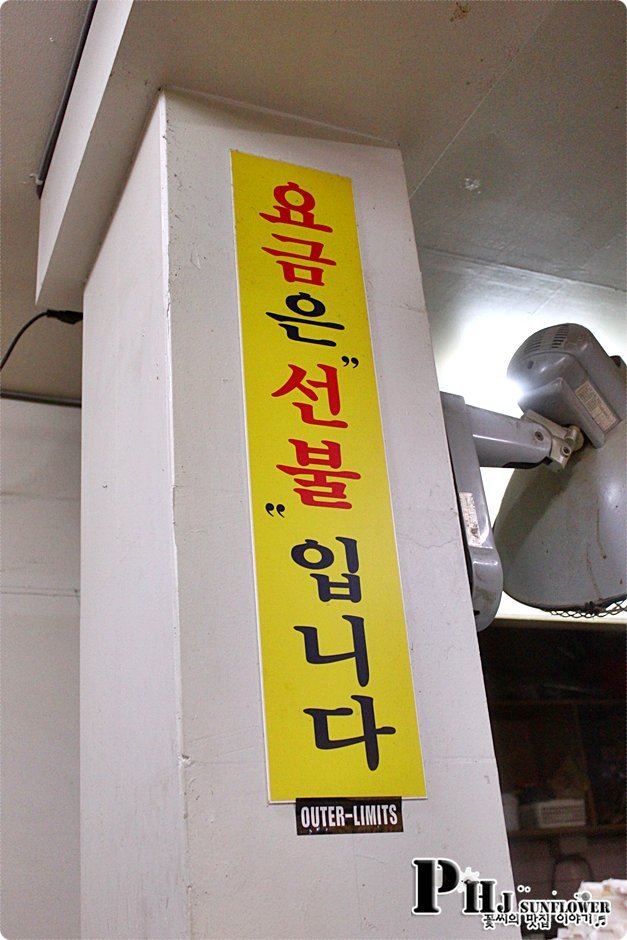 요금은 "선불" 입니다
OUTER-LIMITS
PHJ SUNFLOWER
꽃씨의 맛집 이야기♬